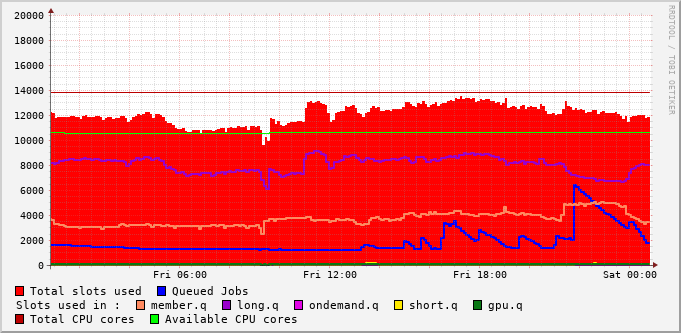 20000
18000
16000
14000
12000
10000
8000
6000
4000
2000
0
Fri 06:00 Fri 12:00 Fri 18:00 Sat 00:00
RRDTOOL / TOBI OETIKER
Total slots used Queued Jobs
Slots used in : member.q long.q ondemand.q short.q gpu.q
Total CPU cores Available CPU cores